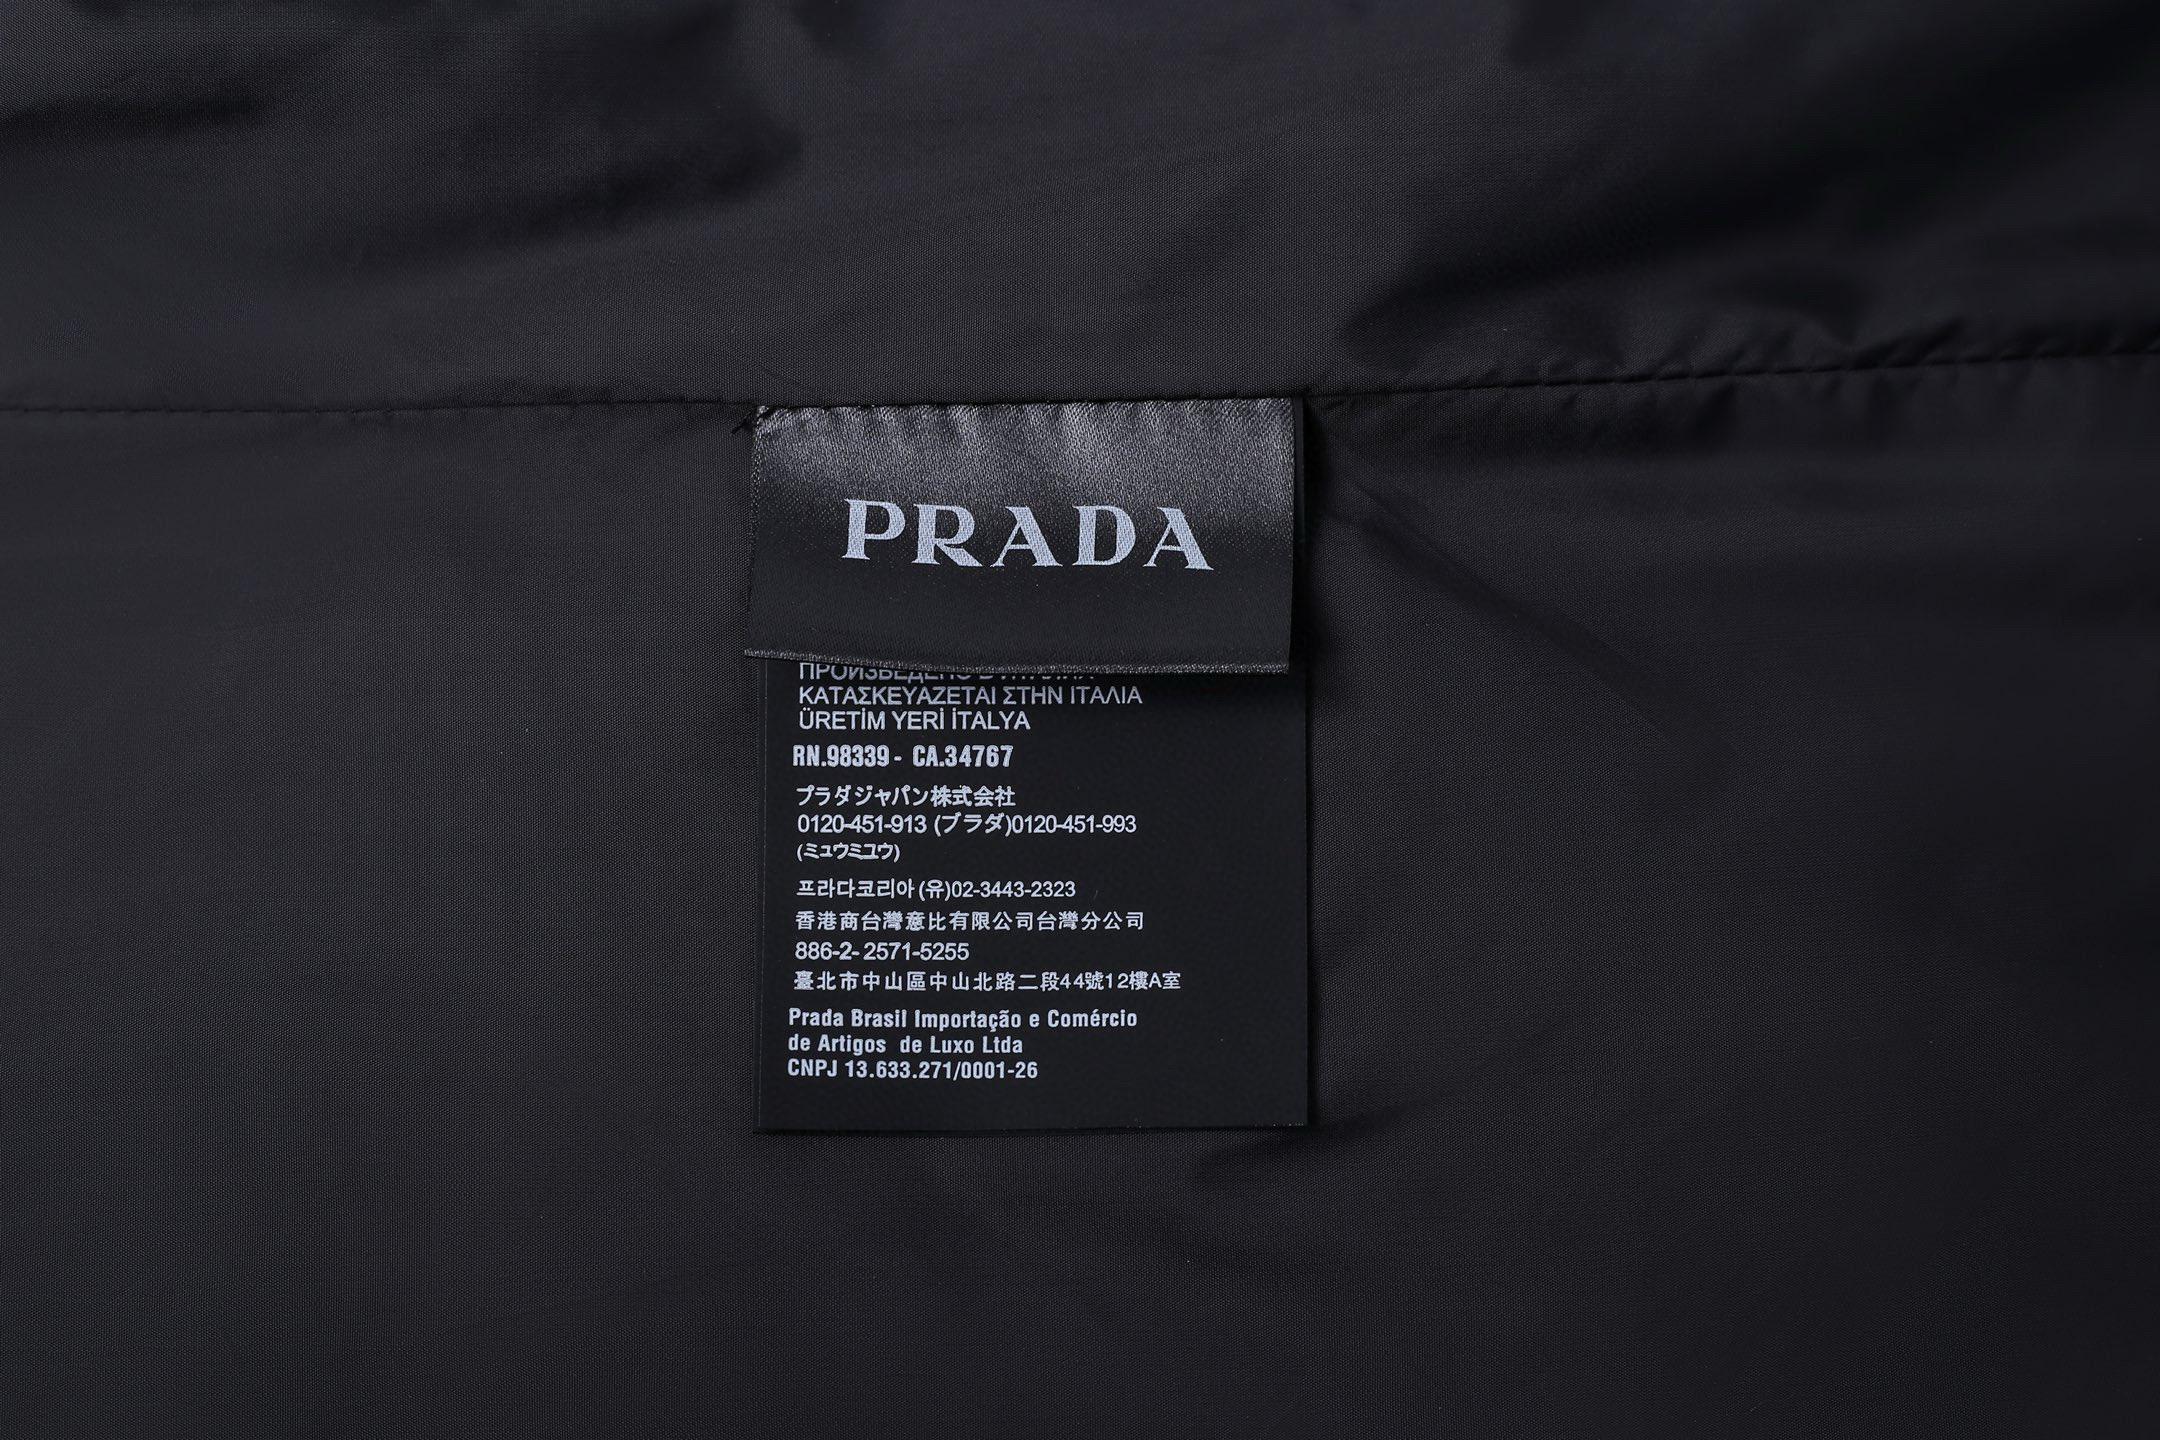 PRADA
ПРОИЗВЕДЕНО В ИТАЛИИ
ΚΑΤΑΣΚΕΥΑΖΕΤΑΙ ΣΤΗΝ ΙΤΑΛΙΑ
ÜRETİM YERİ İTALYA
RN.98339 - CA.34767
プラダジャパン株式会社
0120-451-913 (プラダ)0120-451-993
(ミュウミュウ)
프라다코리아 (유)02-3443-2323
香港商台灣意比有限公司台灣分公司
886-2- 2571-5255
臺北市中山區中山北路二段44號12樓A室
Prada Brasil Importação e Comércio
de Artigos de Luxo Ltda
CNPJ 13.633.271/0001-26